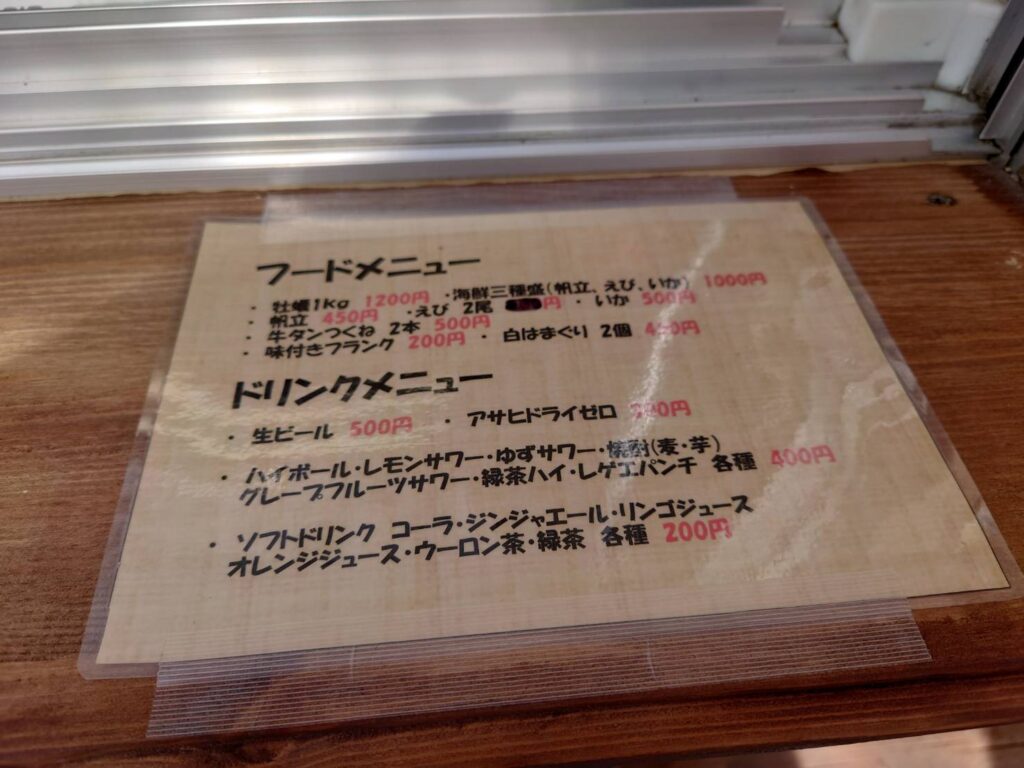 フードメニュー
・ 牡蠣1kg 1200円 ・海鮮三種盛(帆立、えび、いか) 1000円
・ 帆立 450円 ・えび 2尾 円 ・ いか 500円
・ 牛タンつくね 2本 500円
・ 味付きフランク 200円 ・ 白はまぐり 2個
ドリンクメニュー
・ 生ビール 500円 ・ アサヒドライゼロ
・ ハイボール・レモンサワー・ゆずサワー・焼酎(麦・芋)
グレープフルーツサワー・緑茶ハイ・レゲエパンチ 各種 400円
・ ソフトドリンク コーラ・ジンジャエール・リンゴジュース
オレンジジュース・ウーロン茶・緑茶 各種 200円